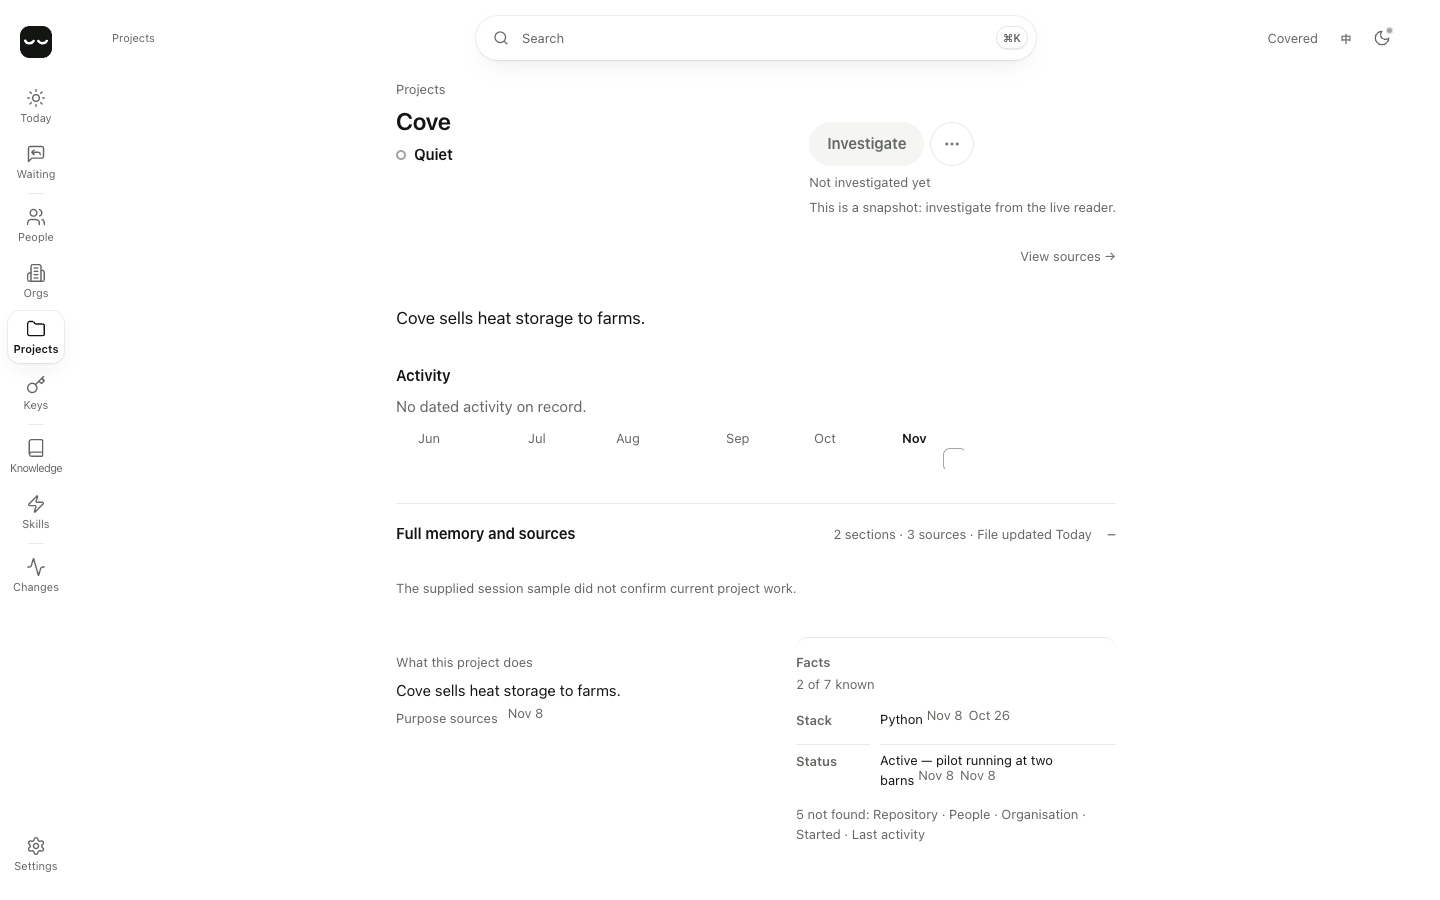 Projects
Search
⌘K
Covered
中
Today
Waiting
People
Orgs
Projects
Keys
Knowledge
Skills
Changes
Settings
Projects
Cove
Quiet
Investigate
Not investigated yet
This is a snapshot: investigate from the live reader.
View sources →
Cove sells heat storage to farms.
Activity
No dated activity on record.
Jun Jul Aug Sep Oct Nov
Full memory and sources
2 sections · 3 sources · File updated Today –
The supplied session sample did not confirm current project work.
What this project does
Cove sells heat storage to farms.
Purpose sources Nov 8
Facts
2 of 7 known
Stack Python Nov 8 Oct 26
Status Active — pilot running at two
barns Nov 8 Nov 8
5 not found: Repository · People · Organisation ·
Started · Last activity